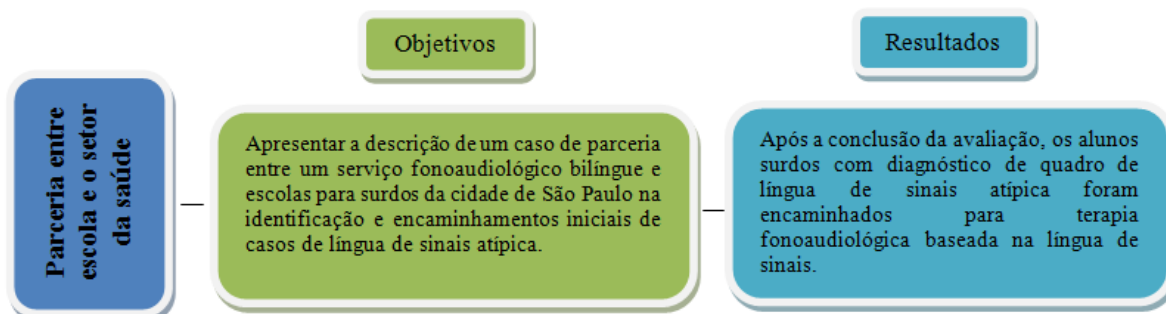 Parceria entre
escola e o setor
da saúde
Objetivos
Apresentar a descrição de um caso de parceria
entre um serviço fonoaudiológico bilíngue e
escolas para surdos da cidade de São Paulo na
identificação e encaminhamentos iniciais de
casos de língua de sinais atípica.
Resultados
Após a conclusão da avaliação, os alunos
surdos com diagnóstico de quadro de
língua de sinais atípica foram
encaminhados para terapia
fonoaudiológica baseada na língua de
sinais.